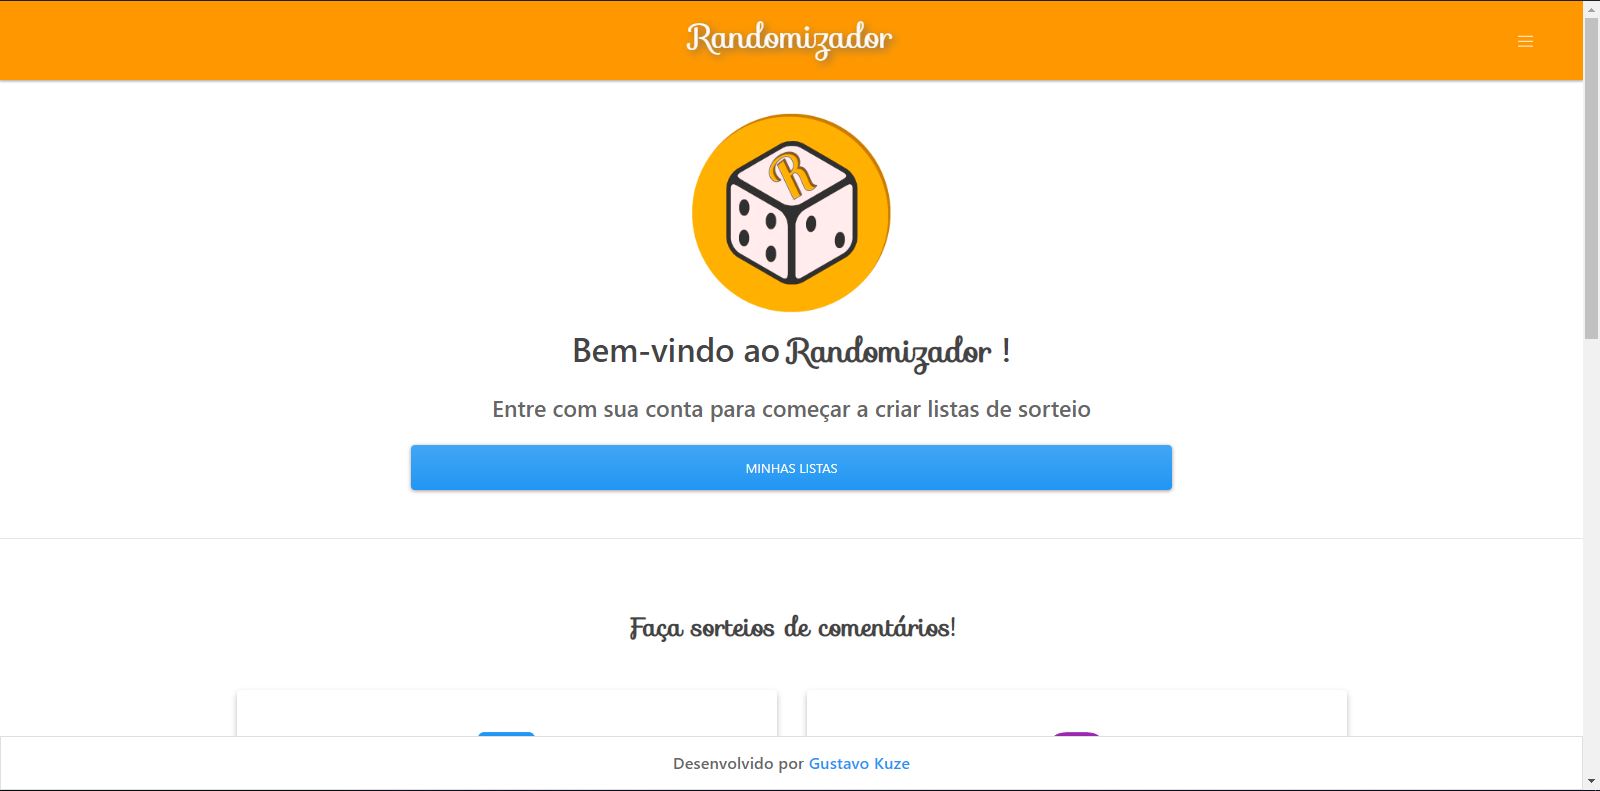 Randomizador
R
Bem-vindo ao Randomizador !
Entre com sua conta para começar a criar listas de sorteio
MINHAS LISTAS
Faça sorteios de comentários!
Desenvolvido por Gustavo Kuze